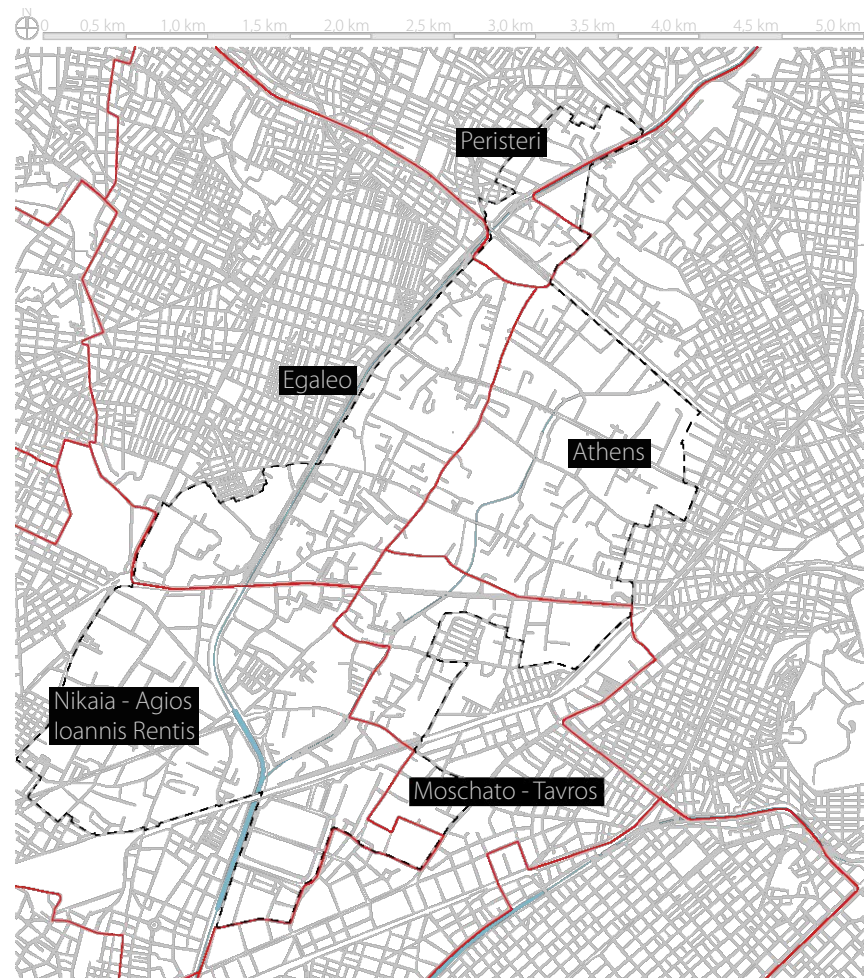 N
0 0,5 km 1,0 km 1,5 km 2,0 km 2,5 km 3,0 km 3,5 km 4,0 km 4,5 km 5,0 km
Peristeri
Egaleo
Athens
Nikaia - Agios
Ioannis Rentis
Moschato - Tavros